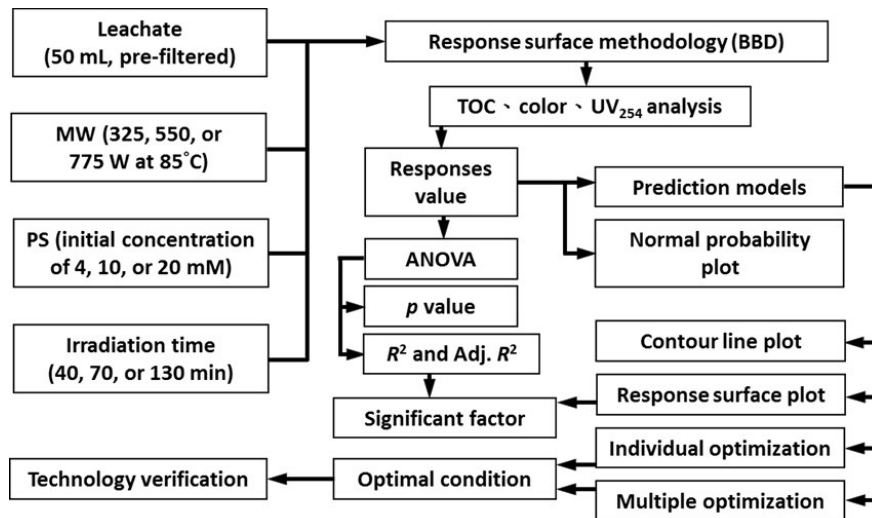 Leachate
(50 mL, pre-filtered)
MW (325, 550, or
775 W at 85°C)
PS (initial concentration
of 4, 10, or 20 mM)
Irradiation time
(40, 70, or 130 min)
Response surface methodology (BBD)
TOC、color、UV254 analysis
Responses
value
ANOVA
p value
R² and Adj. R²
Significant factor
Prediction models
Normal probability
plot
Contour line plot
Response surface plot
Individual optimization
Multiple optimization
Optimal condition
Technology verification